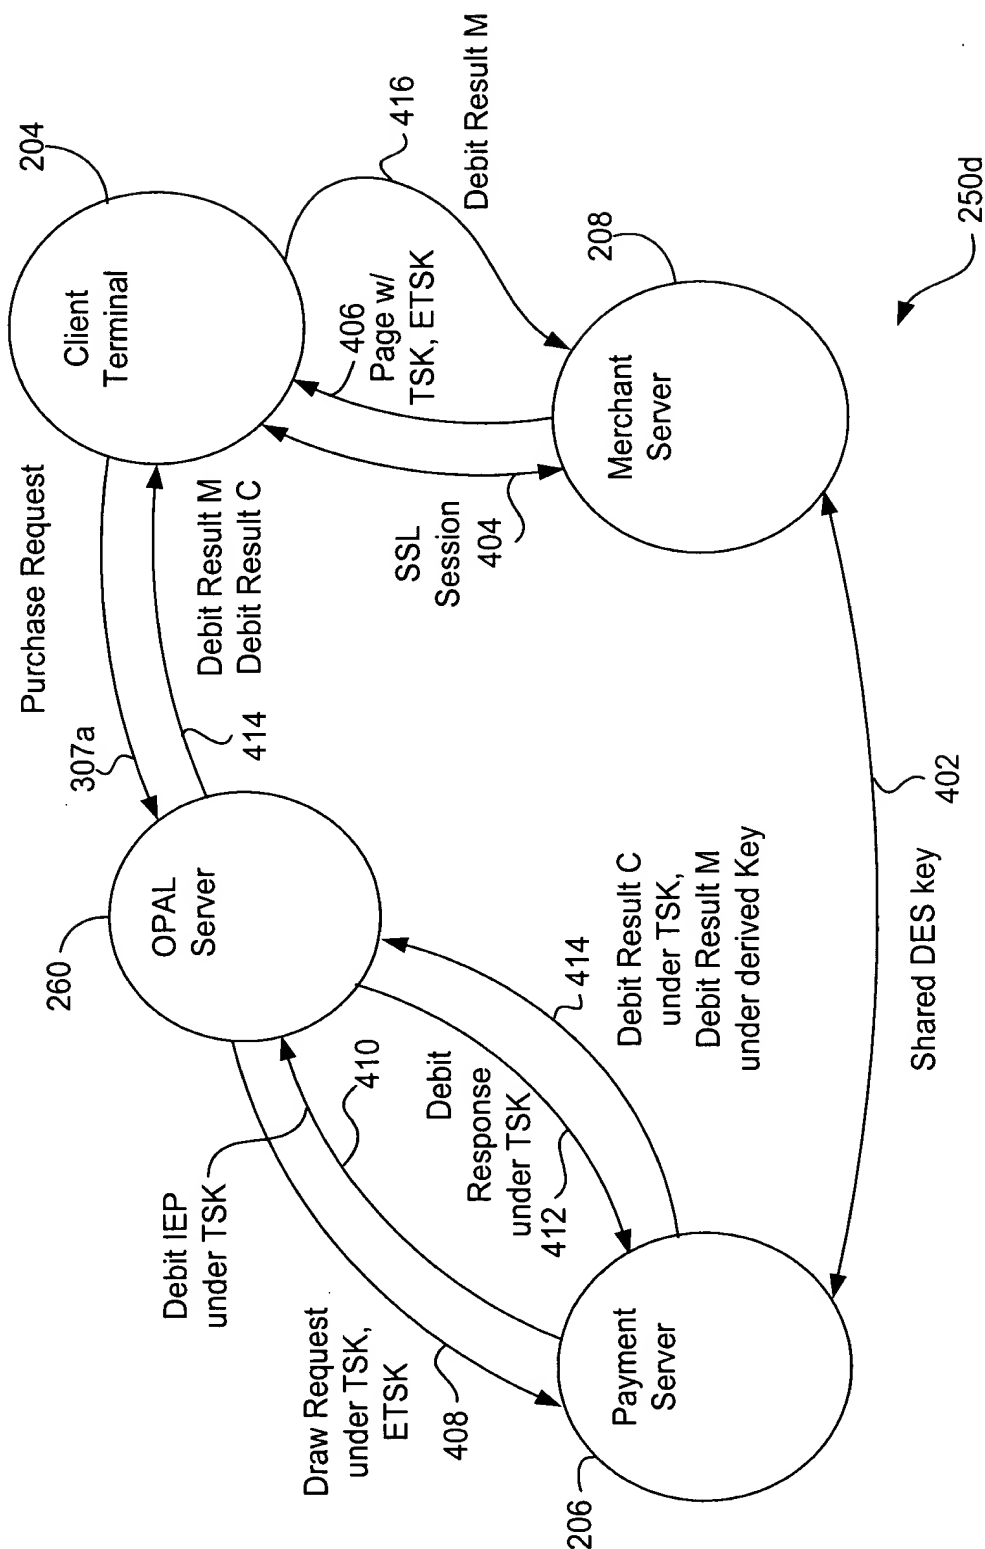 260
OPAL
Server
307a
Purchase Request
Client
Terminal
204
Debit Result M
Debit Result C
414
416
Debit Result M
406
Page w/
TSK, ETSK
SSL
Session
404
Merchant
Server
208
Debit IEP
under TSK
410
Draw Request
under TSK,
ETSK
408
Debit
Response
under TSK
412
414
Debit Result C
under TSK,
Debit Result M
under derived Key
Payment
Server
206
402
Shared DES key
250d